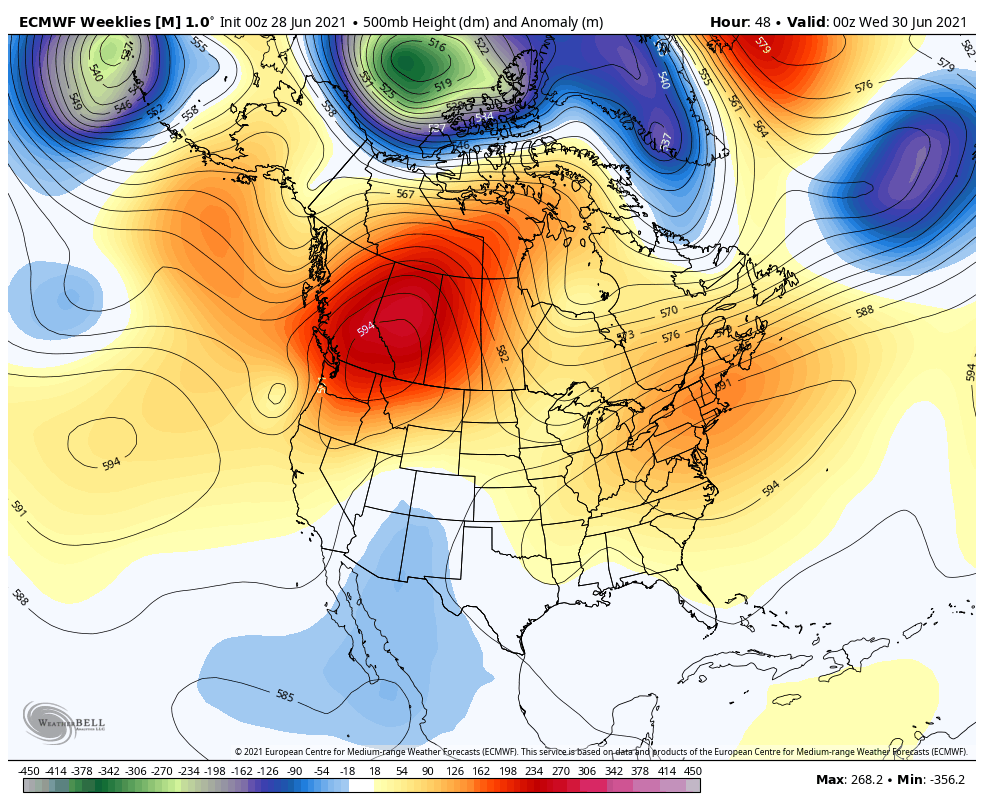 ECMWF Weeklies [M] 1.0° Init 00z 28 Jun 2021 • 500mb Height (dm) and Anomaly (m)
Hour: 48 • Valid: 00z Wed 30 Jun 2021
537 555 516 522 579 582
540 540 555 576 579
549 546 552 558 531 525 519 528 558 561
561 537 546 564 537
567
588
570
594 573 576
582
591 594
594
594
591
588
585
WEATHERBELL
ANALYTICS LLC
© 2021 European Centre for Medium-range Weather Forecasts (ECMWF). This service is based on data and products of the European Centre for Medium-range Weather Forecasts (ECMWF).
-450 -414 -378 -342 -306 -270 -234 -198 -162 -126 -90 -54 -18 18 54 90 126 162 198 234 270 306 342 378 414 450
Max: 268.2 • Min: -356.2